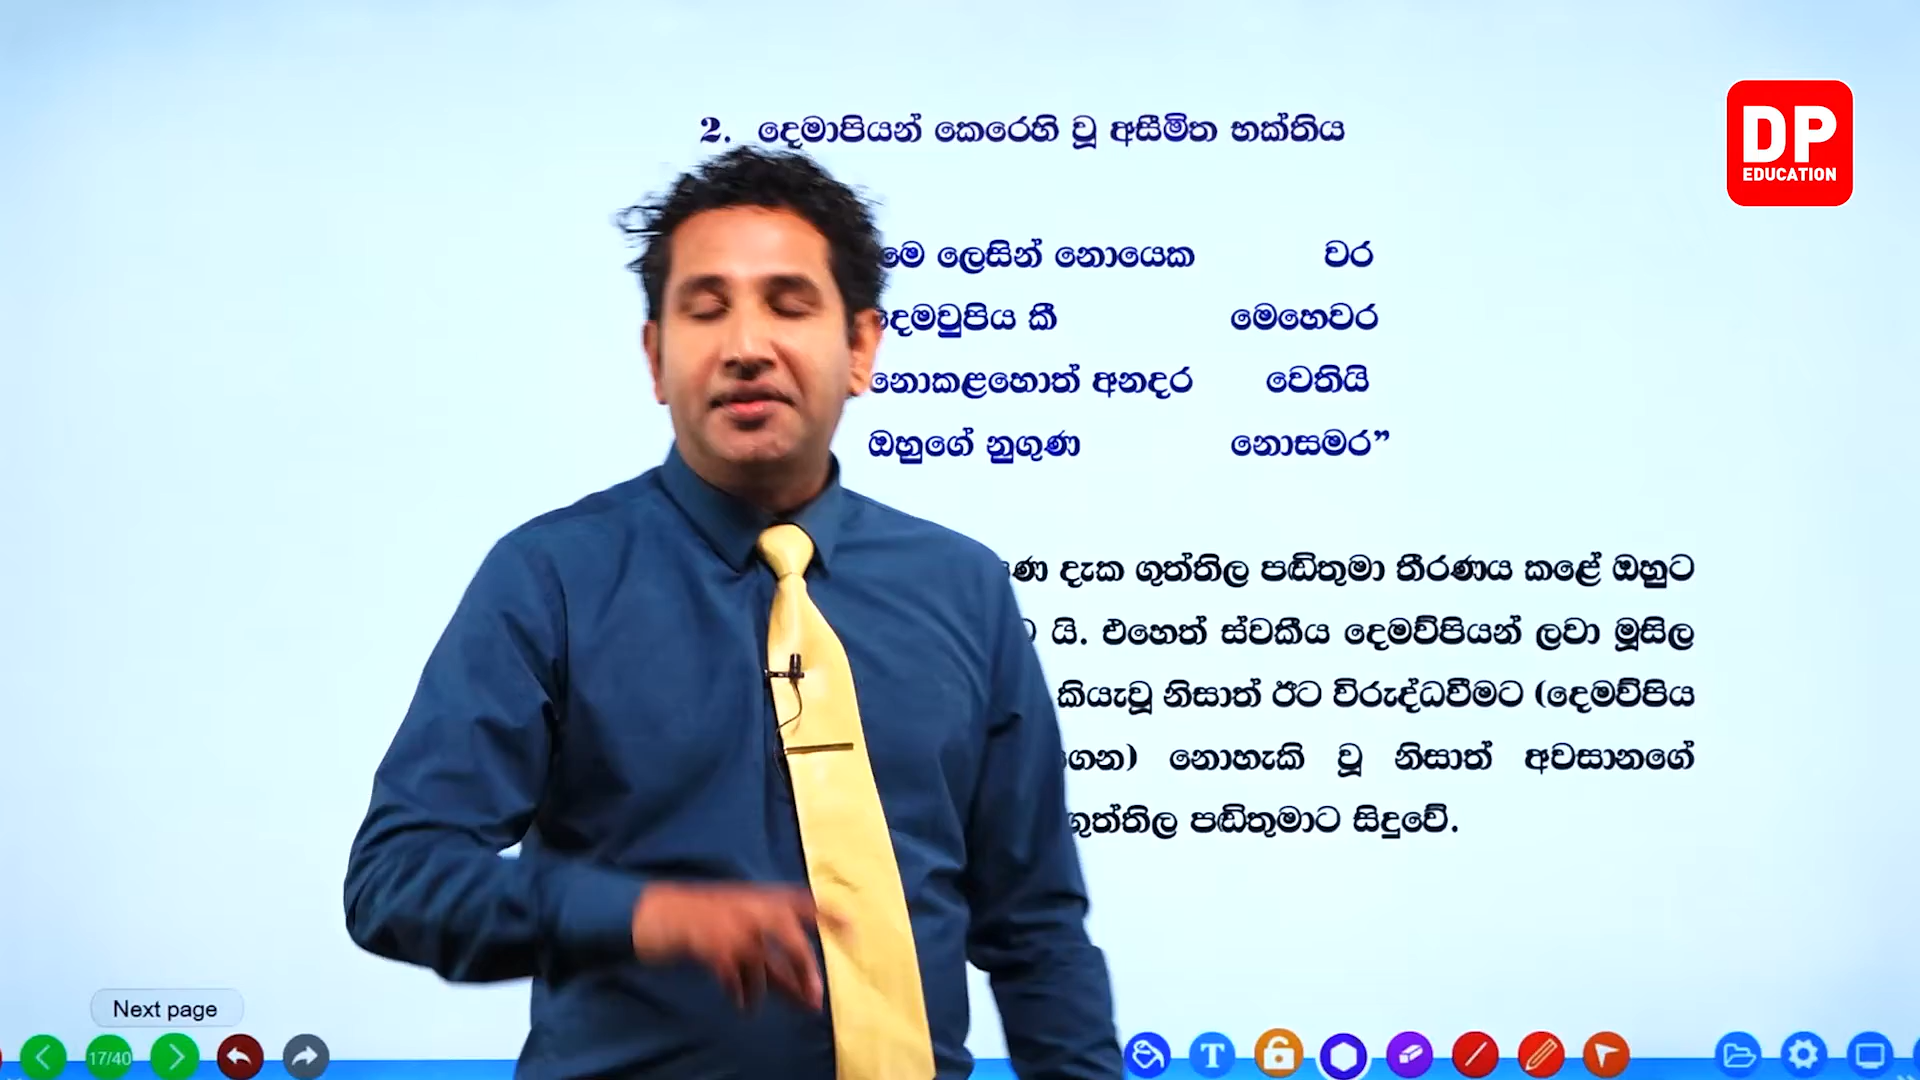 2. දෙමාපියන් කෙරෙහි වූ අසීමිත භක්තිය
DP
EDUCATION
මෙ ලෙසින් නොයෙක වර
දෙමවුපිය කී මෙහෙවර
නොකළහොත් අනදර වෙතියි
ඔහුගේ නුගුණ නොසමර”
දැක ගුත්තිල පඬිතුමා තීරණය කළේ ඔහුට
යි. එහෙත් ස්වකීය දෙමව්පියන් ලවා මූසිල
කියැවූ නිසාත් ඊට විරුද්ධවීමට (දෙමව්පිය
නොහැකි වූ නිසාත් අවසානගේ
ගුත්තිල පඬිතුමාට සිදුවේ.
Next page
17/40